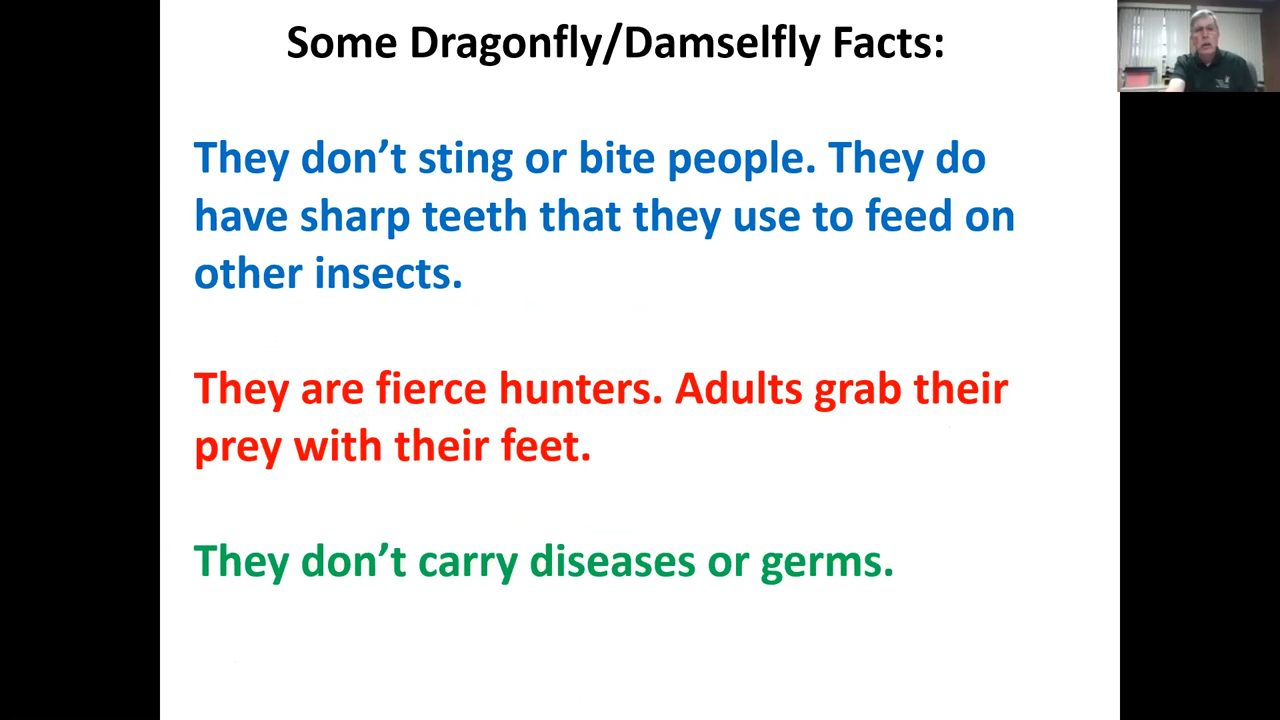 Some Dragonfly/Damselfly Facts:
They don’t sting or bite people. They do
have sharp teeth that they use to feed on
other insects.
They are fierce hunters. Adults grab their
prey with their feet.
They don’t carry diseases or germs.